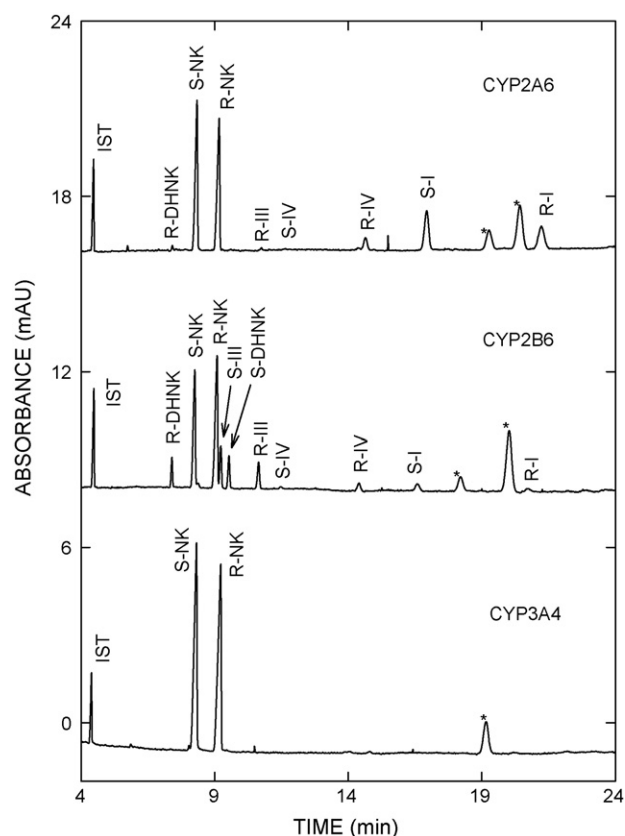 ABSORBANCE (mAU)
24
18
12
6
0
IST
R-DHNK
S-NK
R-NK
R-III
S-IV
R-IV
S-I
*
*
R-I
CYP2A6
IST
R-DHNK
S-NK
R-NK
S-III
S-DHNK
R-III
S-IV
R-IV
S-I
*
*
R-I
CYP2B6
IST
S-NK
R-NK
*
CYP3A4
4
9
14
19
24
TIME (min)